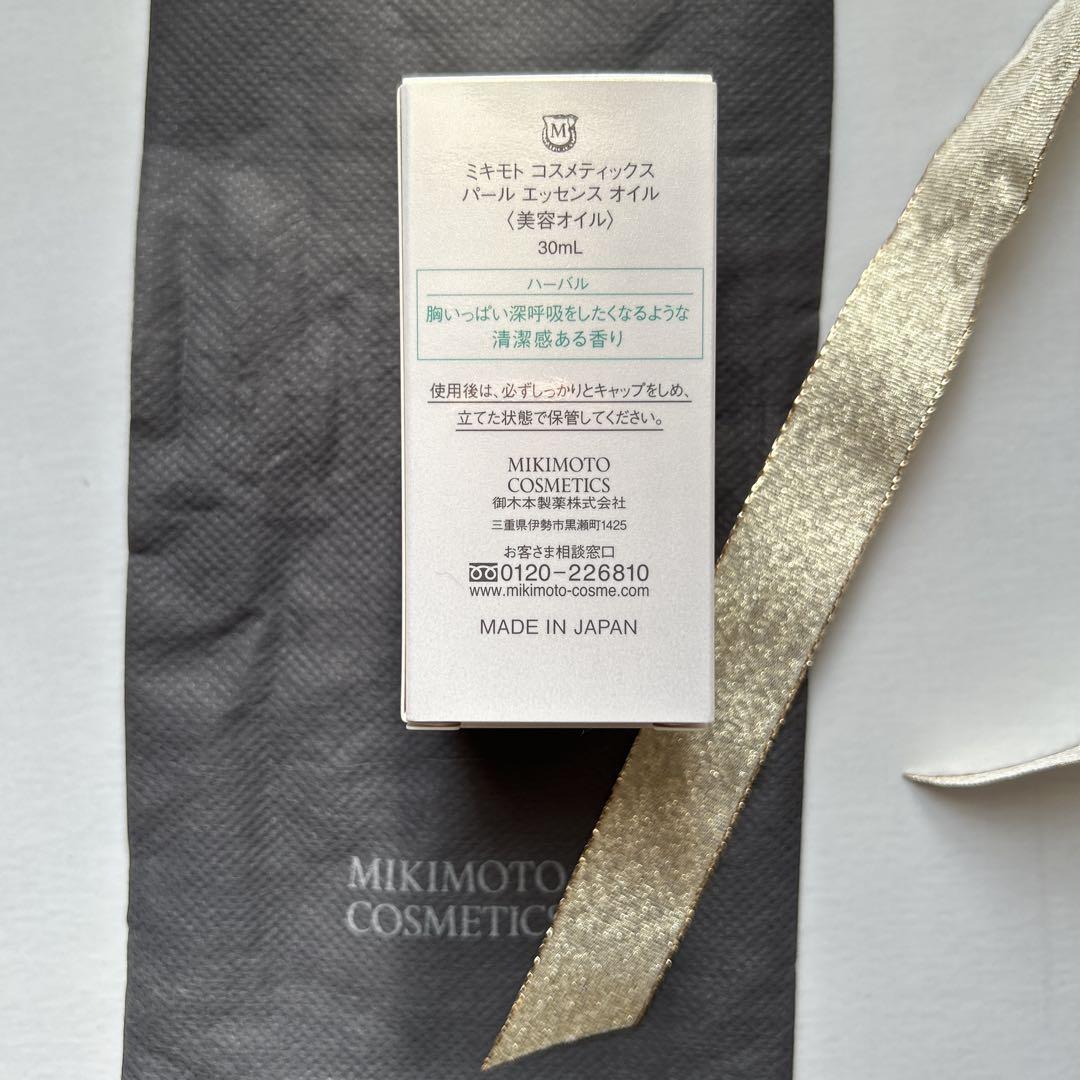 M
ミキモト コスメティックス
パール エッセンス オイル
〈美容オイル〉
30mL
ハーバル
胸いっぱい深呼吸をしたくなるような
清潔感ある香り
使用後は、必ずしっかりとキャップをしめ、
立てた状態で保管してください。
MIKIMOTO
COSMETICS
御木本製薬株式会社
三重県伊勢市黒瀬町1425
お客さま相談窓口
0120-226810
www.mikimoto-cosme.com
MADE IN JAPAN
MIKIMOTO
COSMETICS